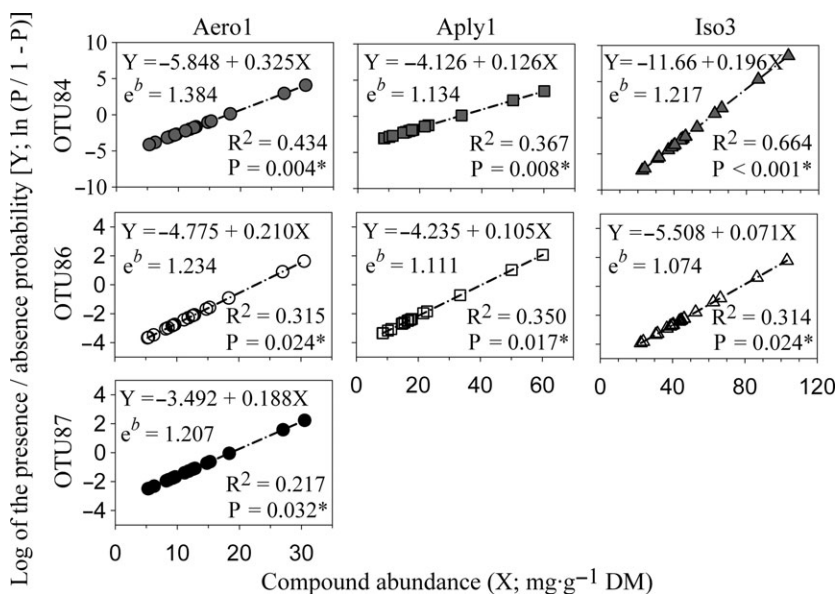 Aero1
Aply1
Iso3
Log of the presence / absence probability [Y; ln (P / 1 - P)]
OTU84
10
5
0
−5
−10
Y = −5.848 + 0.325X
e^b = 1.384
R² = 0.434
P = 0.004*
Y = −4.126 + 0.126X
e^b = 1.134
R² = 0.367
P = 0.008*
Y = −11.66 + 0.196X
e^b = 1.217
R² = 0.664
P < 0.001*
OTU86
4
2
0
−2
−4
Y = −4.775 + 0.210X
e^b = 1.234
R² = 0.315
P = 0.024*
Y = −4.235 + 0.105X
e^b = 1.111
R² = 0.350
P = 0.017*
Y = −5.508 + 0.071X
e^b = 1.074
R² = 0.314
P = 0.024*
0 20 40 60
0 40 80 120
OTU87
4
2
0
−2
−4
Y = −3.492 + 0.188X
e^b = 1.207
R² = 0.217
P = 0.032*
0 10 20 30
Compound abundance (X; mg·g⁻¹ DM)